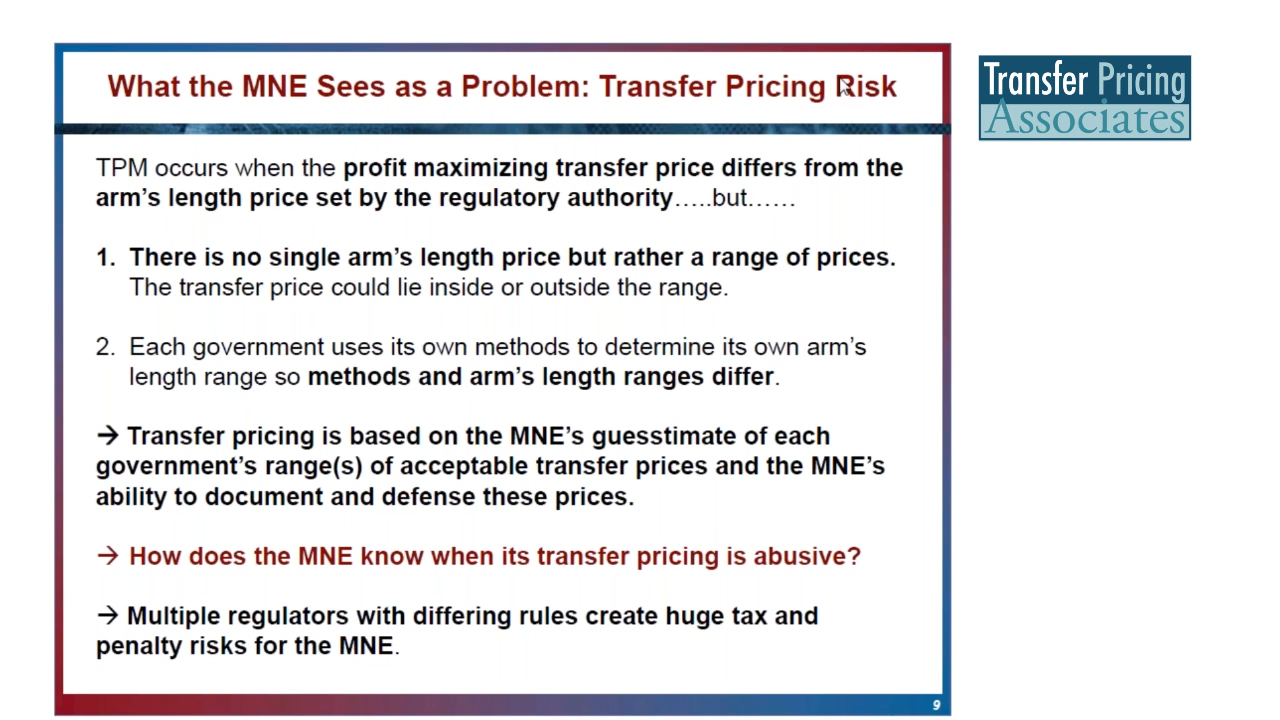 What the MNE Sees as a Problem: Transfer Pricing Risk
Transfer Pricing
Associates
TPM occurs when the profit maximizing transfer price differs from the
arm's length price set by the regulatory authority…..but……
1. There is no single arm's length price but rather a range of prices.
The transfer price could lie inside or outside the range.
2. Each government uses its own methods to determine its own arm's
length range so methods and arm's length ranges differ.
→ Transfer pricing is based on the MNE's guesstimate of each
government's range(s) of acceptable transfer prices and the MNE's
ability to document and defense these prices.
→ How does the MNE know when its transfer pricing is abusive?
→ Multiple regulators with differing rules create huge tax and
penalty risks for the MNE.
9